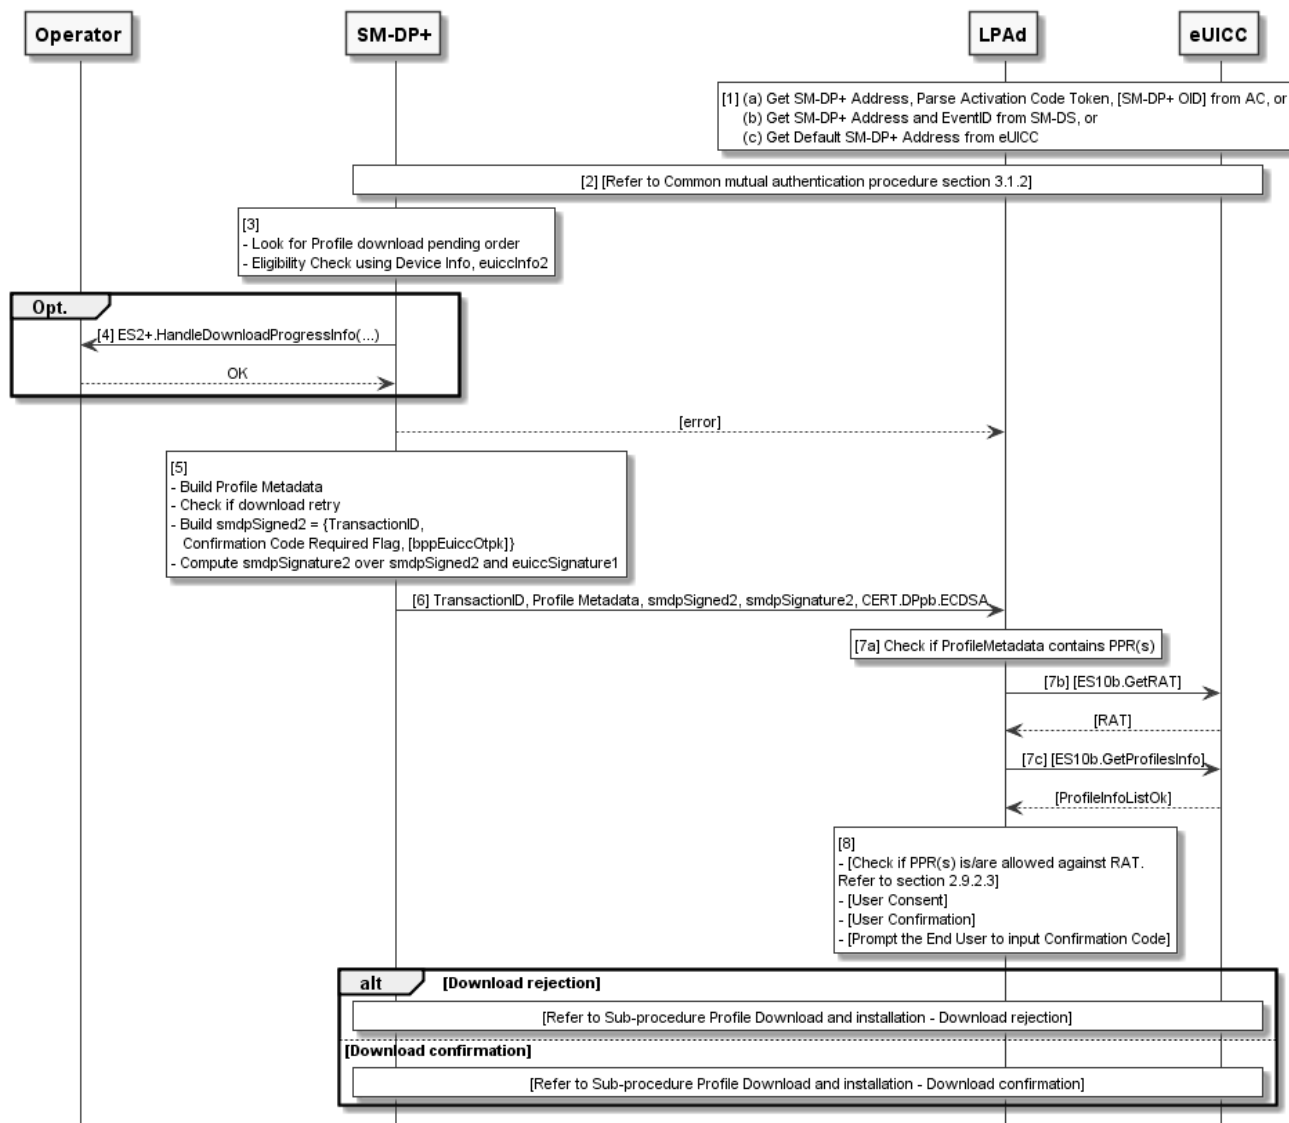 Operator
SM-DP+
LPAd
eUICC
[1] (a) Get SM-DP+ Address, Parse Activation Code Token, [SM-DP+ OID] from AC, or
(b) Get SM-DP+ Address and EventID from SM-DS, or
(c) Get Default SM-DP+ Address from eUICC
[2] [Refer to Common mutual authentication procedure section 3.1.2]
[3]
- Look for Profile download pending order
- Eligibility Check using Device Info, euiccInfo2
Opt.
[4] ES2+.HandleDownloadProgressInfo(...)
OK
[error]
[5]
- Build Profile Metadata
- Check if download retry
- Build smdpSigned2 = {TransactionID,
Confirmation Code Required Flag, [bppEuiccOtpk]}
- Compute smdpSignature2 over smdpSigned2 and euiccSignature1
[6] TransactionID, Profile Metadata, smdpSigned2, smdpSignature2, CERT.DPpb.ECDSA
[7a] Check if ProfileMetadata contains PPR(s)
[7b] [ES10b.GetRAT]
[RAT]
[7c] [ES10b.GetProfilesInfo]
[ProfileInfoListOk]
[8]
- [Check if PPR(s) is/are allowed against RAT.
Refer to section 2.9.2.3]
- [User Consent]
- [User Confirmation]
- [Prompt the End User to input Confirmation Code]
alt
[Download rejection]
[Refer to Sub-procedure Profile Download and installation - Download rejection]
[Download confirmation]
[Refer to Sub-procedure Profile Download and installation - Download confirmation]